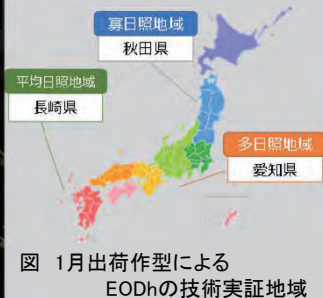 寡日照地域
秋田県
平均日照地域
長崎県
多日照地域
愛知県
図 1月出荷作型による
EODhの技術実証地域